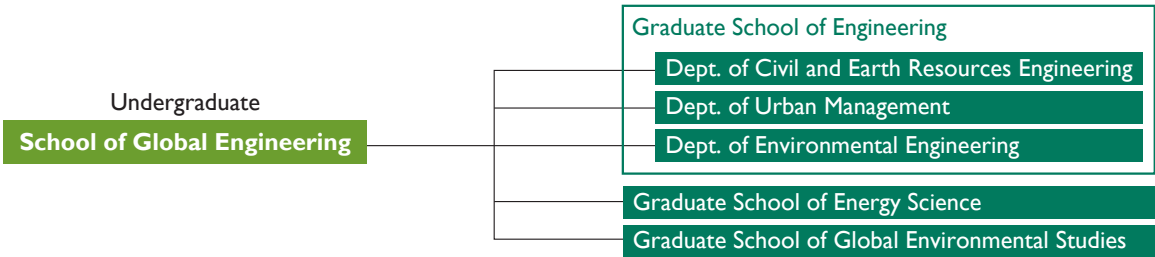 Undergraduate
School of Global Engineering
Graduate School of Engineering
Dept. of Civil and Earth Resources Engineering
Dept. of Urban Management
Dept. of Environmental Engineering
Graduate School of Energy Science
Graduate School of Global Environmental Studies